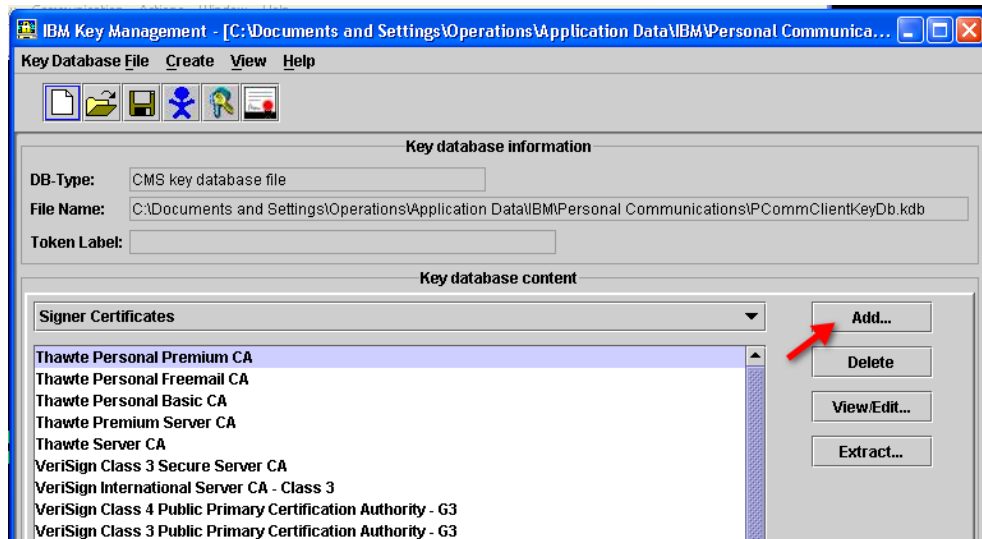 Communication Actions Window Help
IBM Key Management - [C:\Documents and Settings\Operations\Application Data\IBM\Personal Communica...
Key Database File Create View Help
Key database information
DB-Type: CMS key database file
File Name: C:\Documents and Settings\Operations\Application Data\IBM\Personal Communications\PCommClientKeyDb.kdb
Token Label:
Key database content
Signer Certificates
Add...
Thawte Personal Premium CA
Delete
Thawte Personal Freemail CA
Thawte Personal Basic CA
View/Edit...
Thawte Premium Server CA
Thawte Server CA
Extract...
VeriSign Class 3 Secure Server CA
VeriSign International Server CA - Class 3
VeriSign Class 4 Public Primary Certification Authority - G3
VeriSign Class 3 Public Primary Certification Authority - G3